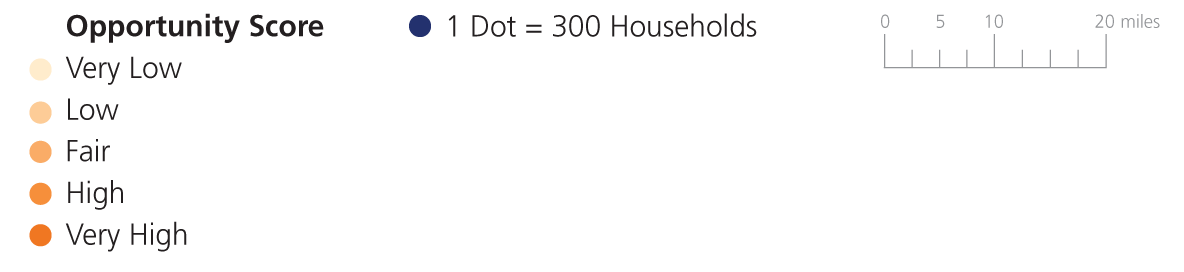 Opportunity Score
Very Low
Low
Fair
High
Very High
1 Dot = 300 Households
0 5 10 20 miles